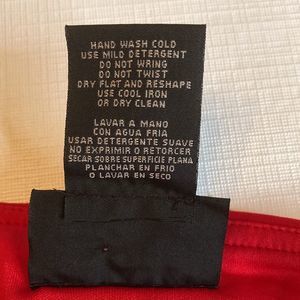 HAND WASH COLD
USE MILD DETERGENT
DO NOT WRING
DO NOT TWIST
DRY FLAT AND RESHAPE
USE COOL IRON
OR DRY CLEAN
LAVAR A MANO
CON AGUA FRIA
USAR DETERGENTE SUAVE
NO EXPRIMIR O RETORCER
SECAR SOBRE SUPERFICIE PLANA
PLANCHAR EN FRIO
O LAVAR EN SECO